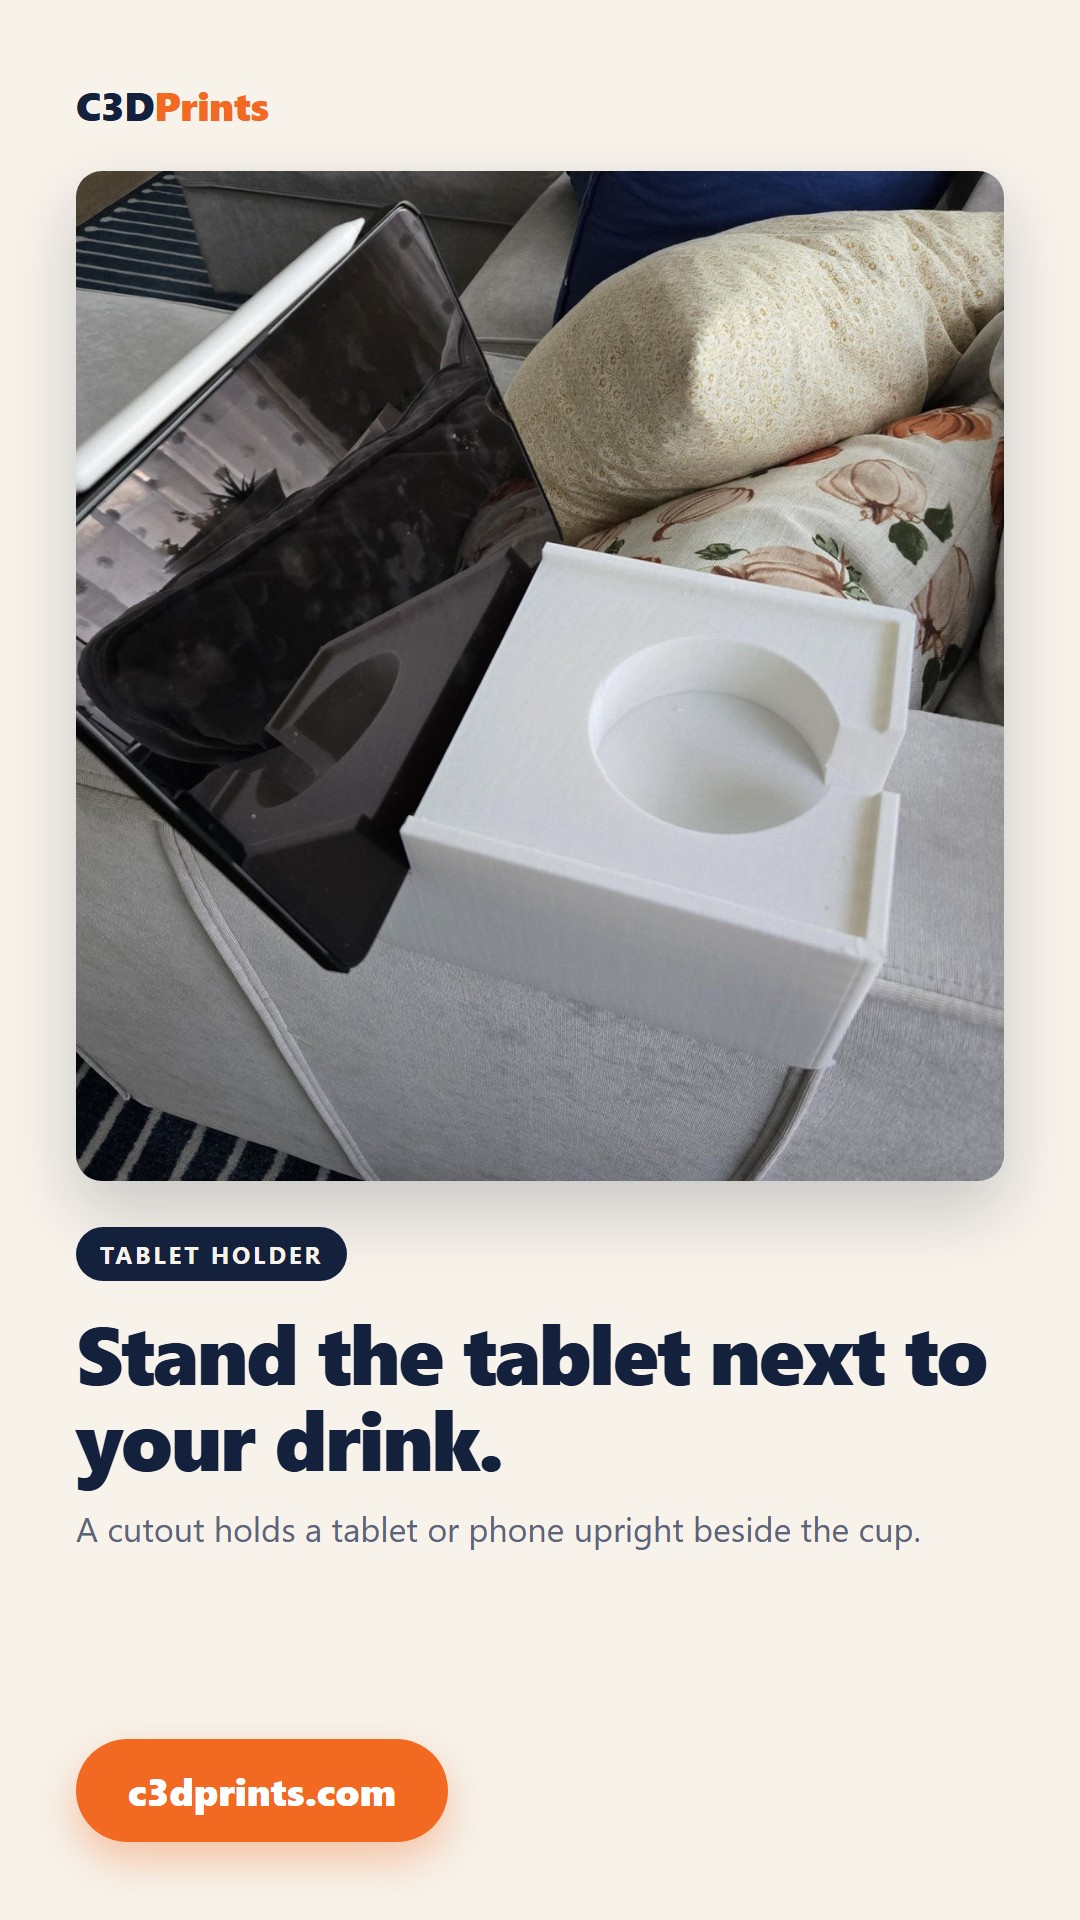 C3DPrints
TABLET HOLDER
Stand the tablet next to
your drink.
A cutout holds a tablet or phone upright beside the cup.
c3dprints.com